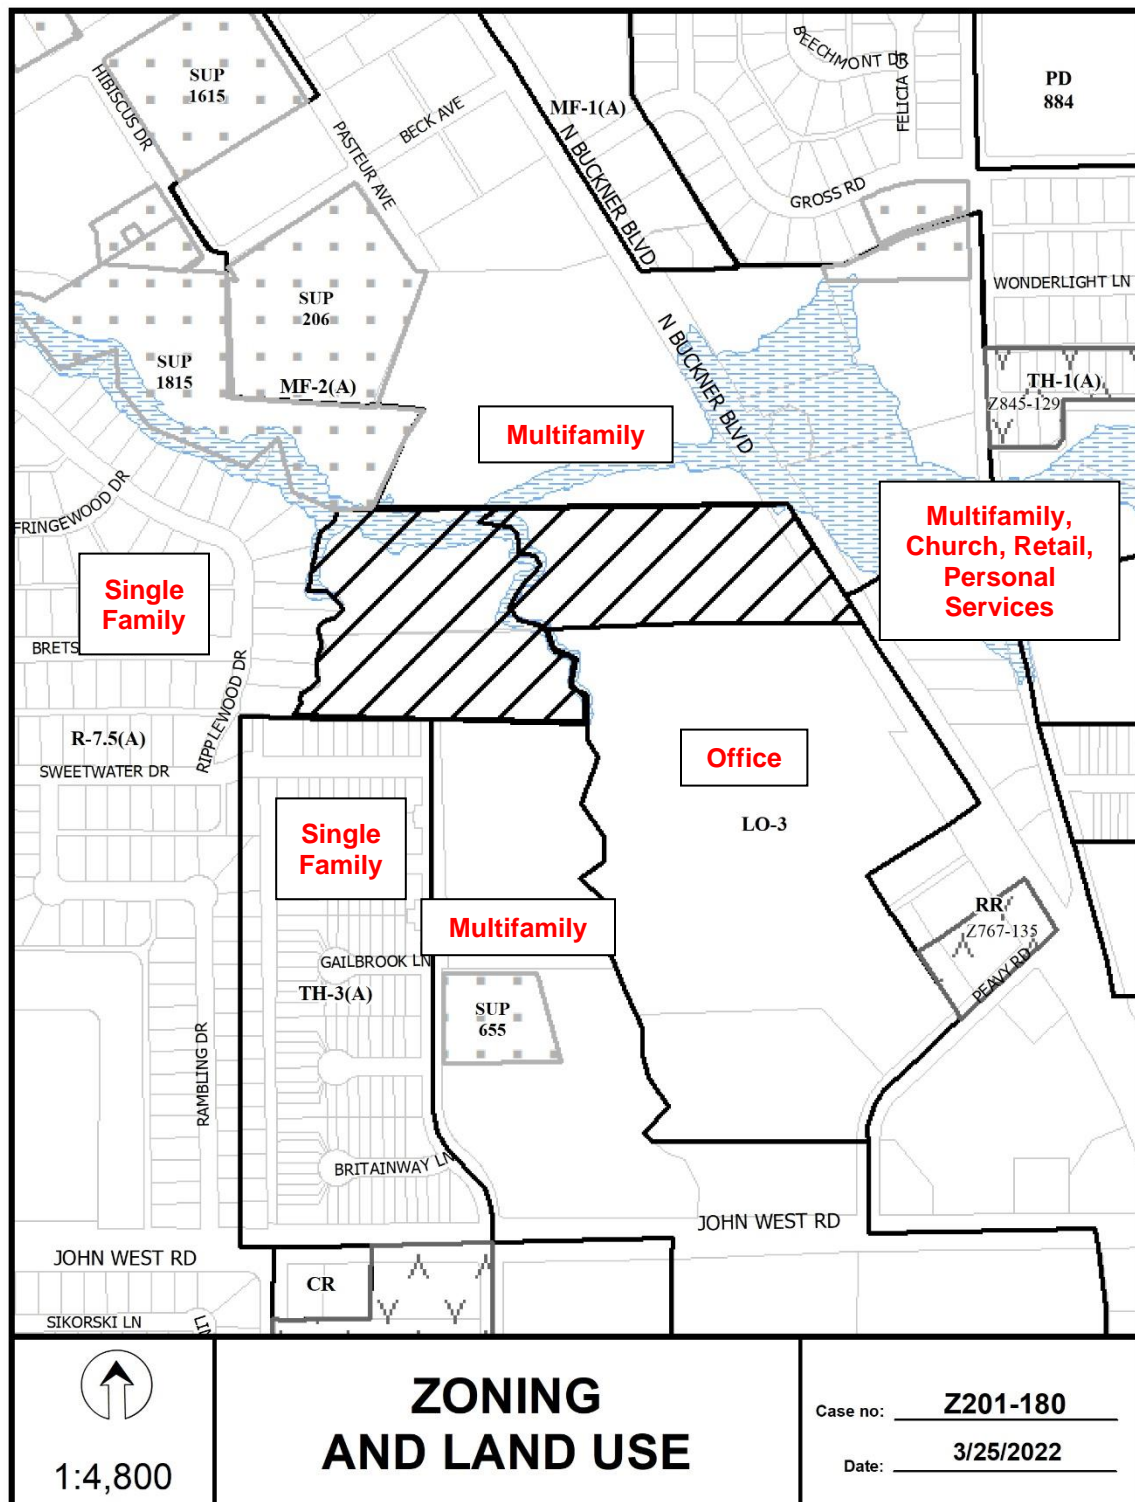 SUP
1615
HIBISCUS DR
PASTEUR AVE
BECK AVE
MF-1(A)
N BUCKNER BLVD
BEECHMONT DR
FELICIA
GROSS RD
PD
884
WONDERLIGHT LN
SUP
206
SUP
1815
MF-2(A)
N BUCKNER BLVD
TH-1(A)
Z845-129
Multifamily
Multifamily,
Church, Retail,
Personal
Services
FRINGEWOOD DR
Single
Family
BRETS
RIPPLEWOOD DR
R-7.5(A)
SWEETWATER DR
Office
LO-3
Single
Family
Multifamily
GAILBROOK LN
TH-3(A)
SUP
655
RR
Z767-135
PEAVY RD
RAMBLING DR
BRITAINWAY LN
JOHN WEST RD
JOHN WEST RD
CR
SIKORSKI LN
LIN
1:4,800
ZONING
AND LAND USE
Case no: Z201-180
Date: 3/25/2022